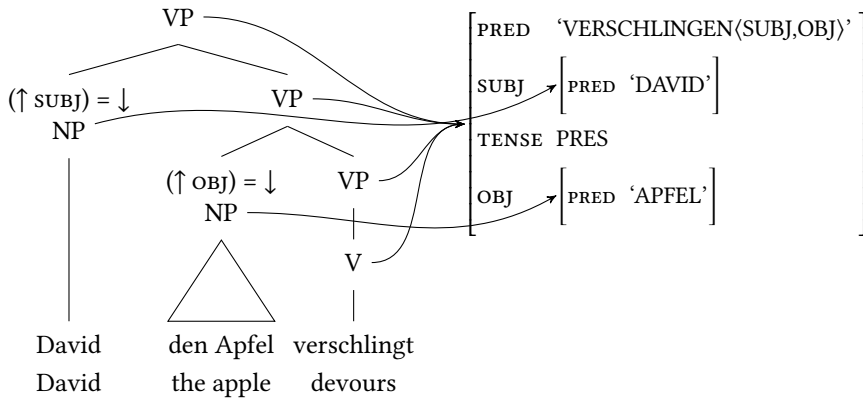 VP
PRED ‘VERSCHLINGEN⟨SUBJ,OBJ⟩’
(↑ SUBJ) = ↓ VP SUBJ PRED ‘DAVID’
NP
TENSE PRES
(↑ OBJ) = ↓ VP OBJ PRED ‘APFEL’
NP
V
David den Apfel verschlingt
David the apple devours